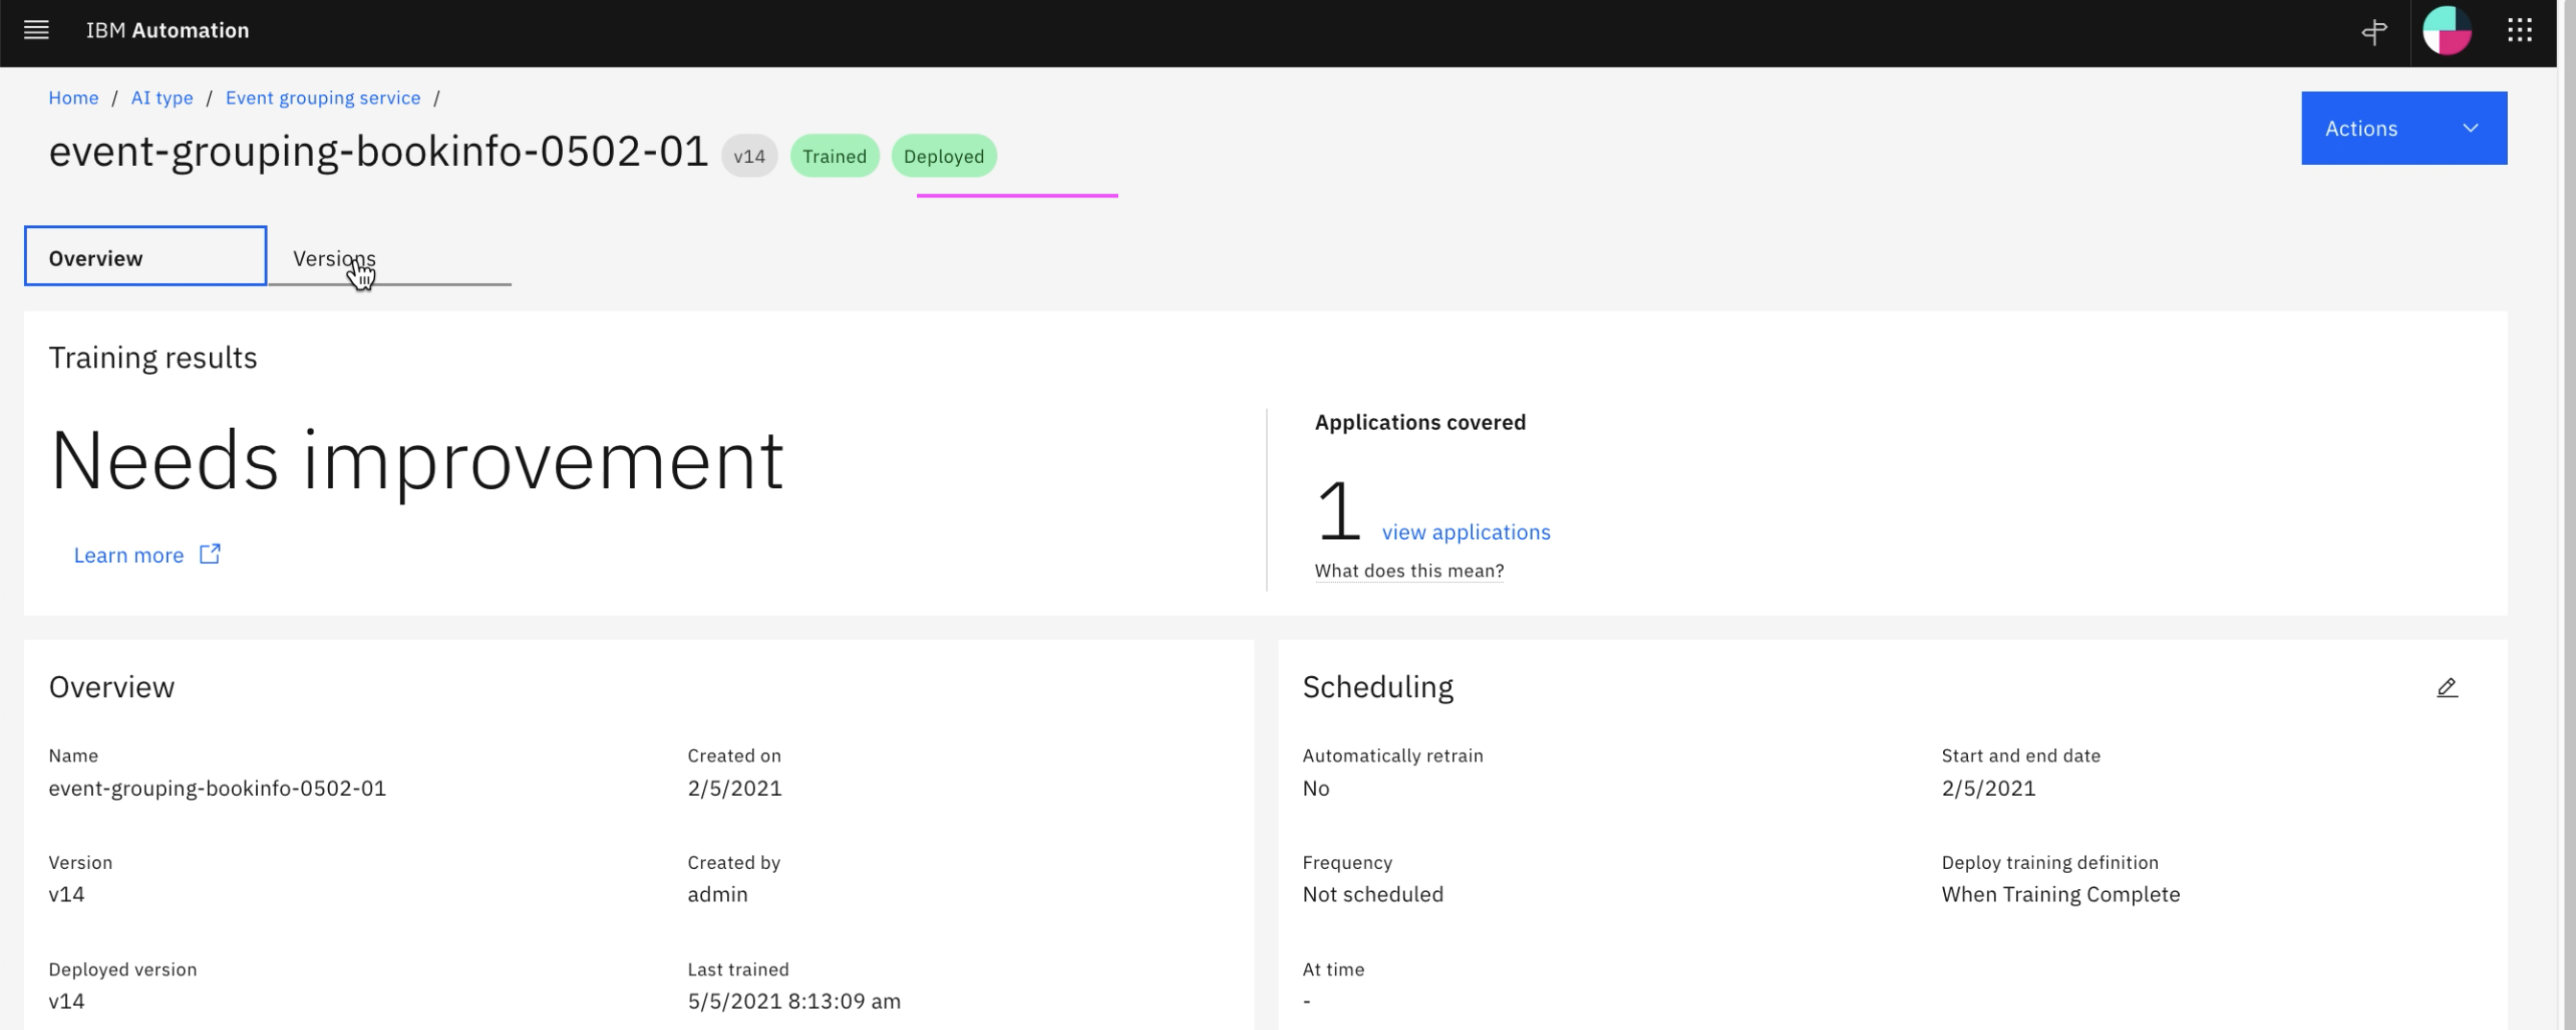 IBM Automation
Home / AI type / Event grouping service /
event-grouping-bookinfo-0502-01 v14 Trained Deployed
Actions
Overview Versions
Training results
Needs improvement
Learn more
Applications covered
1 view applications
What does this mean?
Overview
Name
event-grouping-bookinfo-0502-01
Created on
2/5/2021
Version
v14
Created by
admin
Deployed version
v14
Last trained
5/5/2021 8:13:09 am
Scheduling
Automatically retrain
No
Start and end date
2/5/2021
Frequency
Not scheduled
Deploy training definition
When Training Complete
At time
-